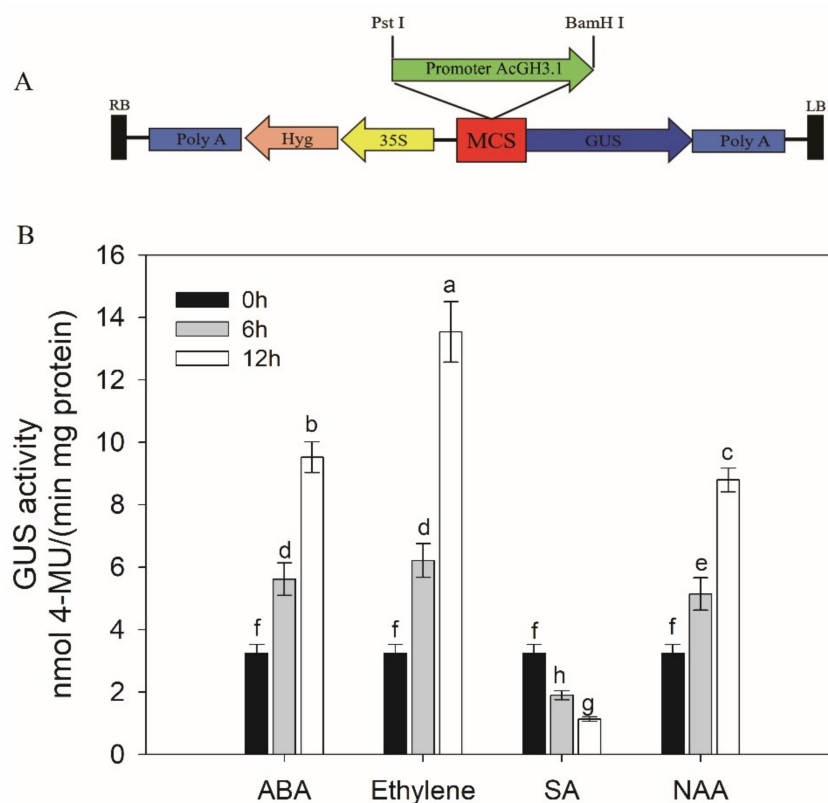 A
Pst I
BamH I
Promoter AcGH3.1
RB
LB
Poly A
Hyg
35S
MCS
GUS
Poly A
B
GUS activity
nmol 4-MU/(min mg protein)
16
14
12
10
8
6
4
2
0
0h
6h
12h
f
d
b
f
d
a
f
h
g
f
e
c
ABA
Ethylene
SA
NAA